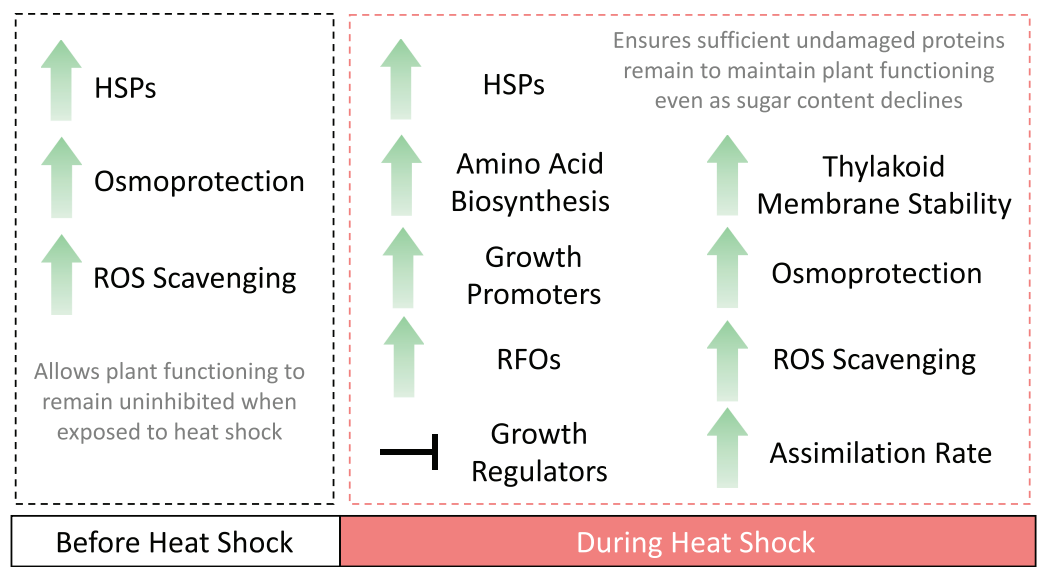 HSPs
Osmoprotection
ROS Scavenging
Allows plant functioning to
remain uninhibited when
exposed to heat shock
Before Heat Shock
Ensures sufficient undamaged proteins
remain to maintain plant functioning
even as sugar content declines
HSPs
Amino Acid
Biosynthesis
Growth
Promoters
RFOs
Growth
Regulators
Thylakoid
Membrane Stability
Osmoprotection
ROS Scavenging
Assimilation Rate
During Heat Shock